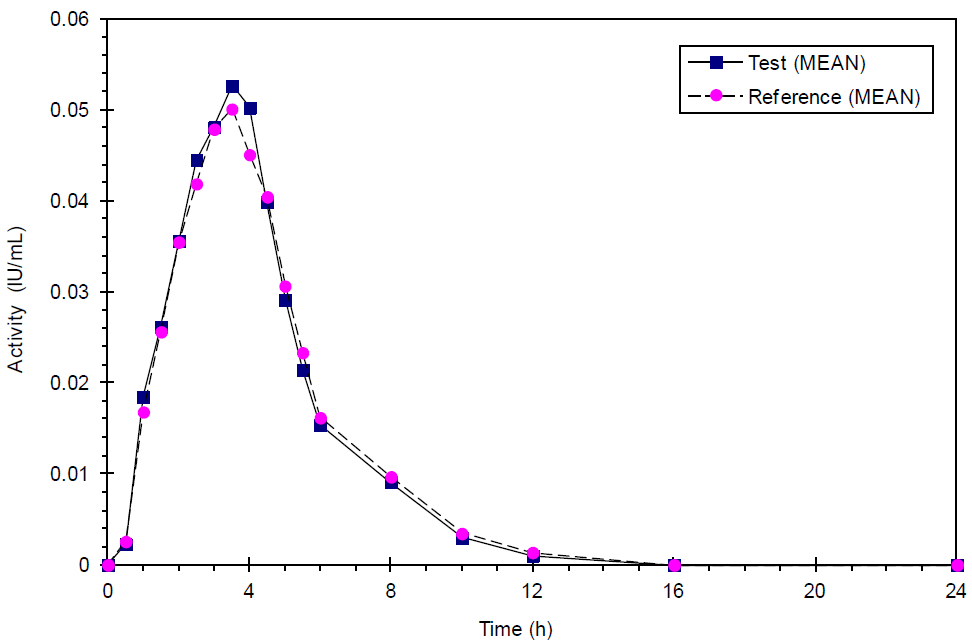 0.06
0.05
0.04
0.03
0.02
0.01
0
Activity (IU/mL)
Test (MEAN)
Reference (MEAN)
0 4 8 12 16 20 24
Time (h)